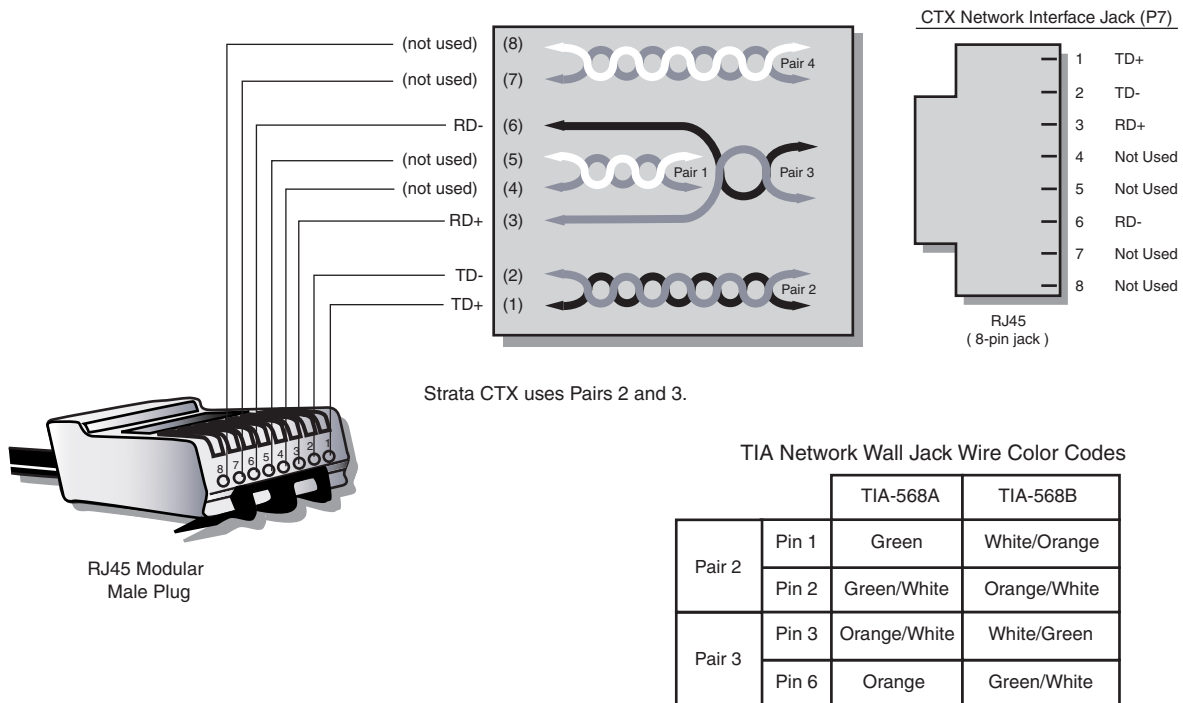 CTX Network Interface Jack (P7)
(not used) (8)
Pair 4
(not used) (7)
RD- (6)
(not used) (5)
Pair 1
Pair 3
(not used) (4)
RD+ (3)
TD- (2)
Pair 2
TD+ (1)
1 TD+
2 TD-
3 RD+
4 Not Used
5 Not Used
6 RD-
7 Not Used
8 Not Used
RJ45
( 8-pin jack )
Strata CTX uses Pairs 2 and 3.
8 7 6 5 4 3 2 1
RJ45 Modular
Male Plug
TIA Network Wall Jack Wire Color Codes
TIA-568A TIA-568B
Pair 2
Pin 1 Green White/Orange
Pin 2 Green/White Orange/White
Pair 3
Pin 3 Orange/White White/Green
Pin 6 Orange Green/White